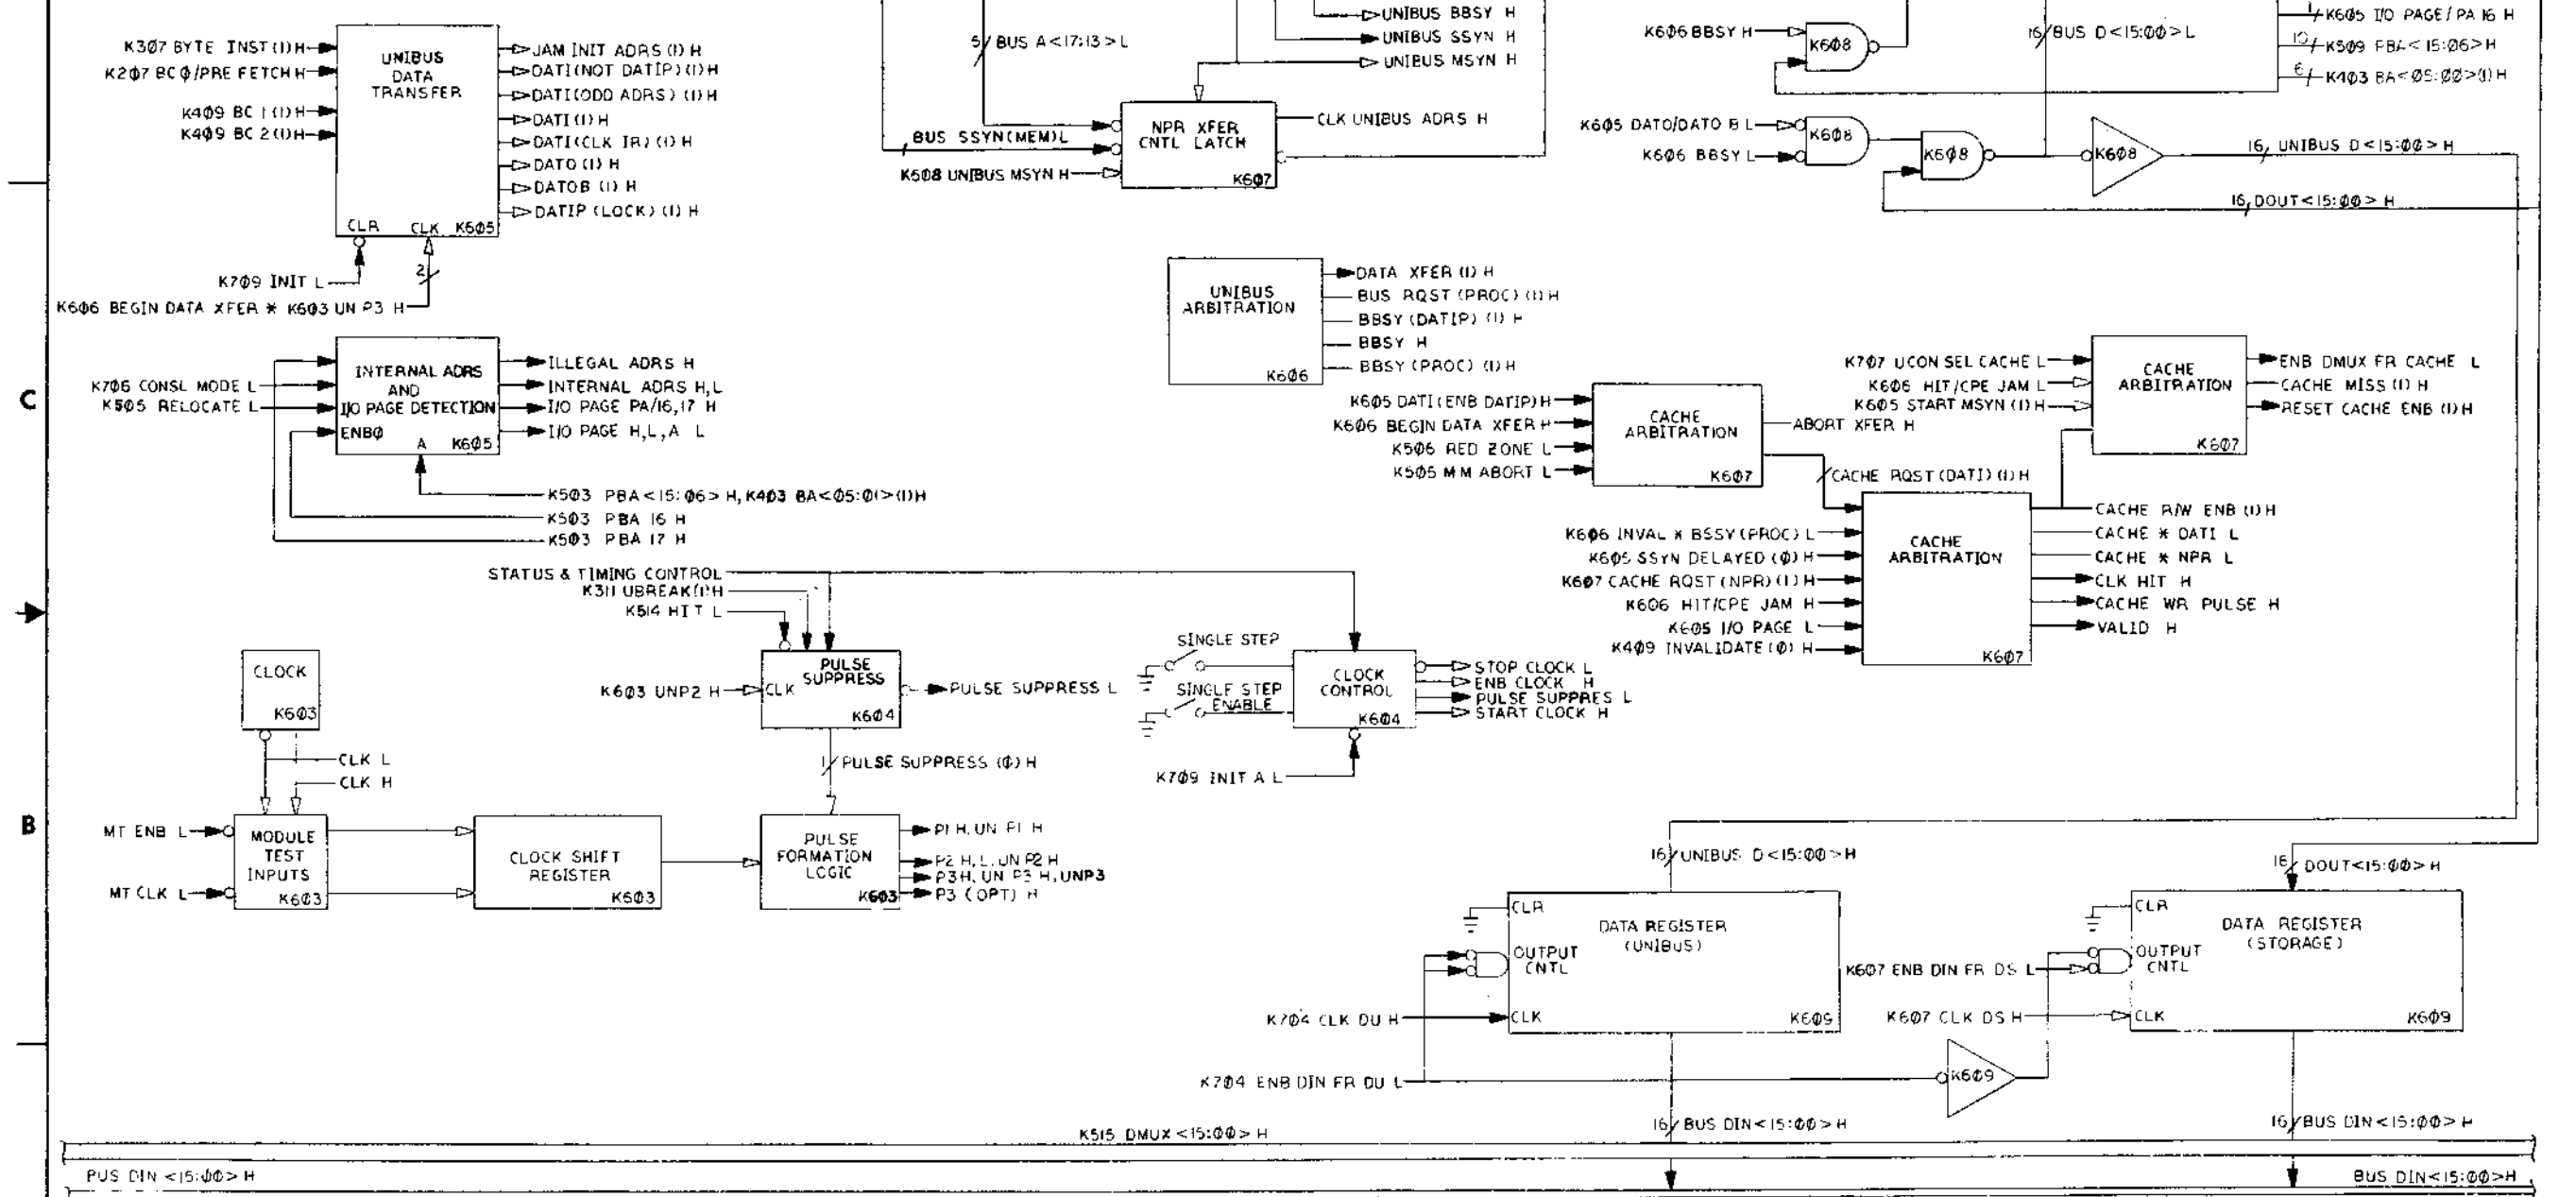 K307 BYTE INST(1)H
K207 BC0/PRE FETCH H
K409 BC 1(1)H
K409 BC 2(1)H
UNIBUS
DATA
TRANSFER
CLR CLK K605
JAM INIT ADRS (1) H
DATI(NOT DATIP)(1)H
DATI(ODD ADRS) (1)H
DATI(1)H
DATI(CLK IR)(1)H
DATO (1) H
DATOB (1) H
DATIP (LOCK) (1) H
K709 INIT L
2
K606 BEGIN DATA XFER * K603 UN P3 H
5 BUS A<17:13>L
BUS SSYN(MEM)L
K608 UNIBUS MSYN H
UNIBUS BBSY H
UNIBUS SSYN H
UNIBUS MSYN H
NPR XFER
CNTL LATCH
K607
CLK UNIBUS ADRS H
K606 BBSY H
K608
16 BUS D<15:00>L
1 K605 I/O PAGE/PA 16 H
10 K509 PBA<15:06>H
6 K403 BA<05:00>(1)H
K605 DATO/DATO B L
K606 BBSY L
K608
K608
K608
16 UNIBUS D<15:00>H
16 DOUT<15:00>H
C
K706 CONSL MODE L
K505 RELOCATE L
INTERNAL ADRS
AND
I/O PAGE DETECTION
ENB0
A K605
ILLEGAL ADRS H
INTERNAL ADRS H,L
I/O PAGE PA/16,17 H
I/O PAGE H,L,A L
K503 PBA<15:06>H,K403 BA<05:01>(1)H
K503 PBA 16 H
K503 PBA 17 H
UNIBUS
ARBITRATION
K606
DATA XFER (1) H
BUS RQST (PROC) (1) H
BBSY (DATIP) (1) H
BBSY H
BBSY (PROC) (1) H
K605 DATI(ENB DATIP)H
K606 BEGIN DATA XFER H
K506 RED ZONE L
K505 MM ABORT L
CACHE
ARBITRATION
K607
ABORT XFER H
CACHE RQST(DATI)(1)H
K707 UCON SEL CACHE L
K606 HIT/CPE JAM L
K605 START MSYN (1) H
CACHE
ARBITRATION
K607
ENB DMUX FR CACHE L
CACHE MISS (1) H
RESET CACHE ENB (1) H
K606 INVAL * BSSY(PROC) L
K605 SSYN DELAYED (0) H
K607 CACHE RQST (NPR)(1)H
K606 HIT/CPE JAM H
K605 I/O PAGE L
K409 INVALIDATE (0) H
CACHE
ARBITRATION
K607
CACHE R/W ENB (1) H
CACHE * DATI L
CACHE * NPR L
CLK HIT H
CACHE WR PULSE H
VALID H
STATUS & TIMING CONTROL
K311 UBREAK(1)H
K514 HIT L
K603 UNP2 H
PULSE
SUPPRESS
CLK
K604
PULSE SUPPRESS L
1 PULSE SUPPRESS (0) H
SINGLE STEP
SINGLE STEP
ENABLE
CLOCK
CONTROL
K604
STOP CLOCK L
ENB CLOCK H
PULSE SUPPRES L
START CLOCK H
K709 INIT A L
CLOCK
K603
CLK L
CLK H
B
MT ENB L
MT CLK L
MODULE
TEST
INPUTS
K603
CLOCK SHIFT
REGISTER
K603
PULSE
FORMATION
LOGIC
K603
P1 H, UN P1 H
P2 H, L, UN P2 H
P3H, UN P3 H, UNP3
P3 (OPT) H
16 UNIBUS D<15:00>H
CLR
DATA REGISTER
(UNIBUS)
OUTPUT
CNTL
CLK
K609
K704 CLK DU H
K704 ENB DIN FR DU L
16 DOUT<15:00>H
CLR
DATA REGISTER
(STORAGE)
OUTPUT
CNTL
CLK
K609
K607 ENB DIN FR DS L
K607 CLK DS H
K609
16 BUS DIN<15:00>H
16 BUS DIN<15:00>H
K515 DMUX<15:00>H
BUS DIN <15:00> H
BUS DIN<15:00>H